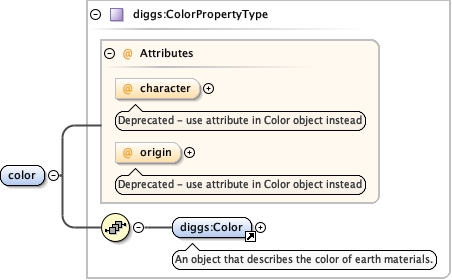 diggs:ColorPropertyType
@ Attributes
@ character
Deprecated – use attribute in Color object instead
@ origin
Deprecated – use attribute in Color object instead
color
diggs:Color
An object that describes the color of earth materials.